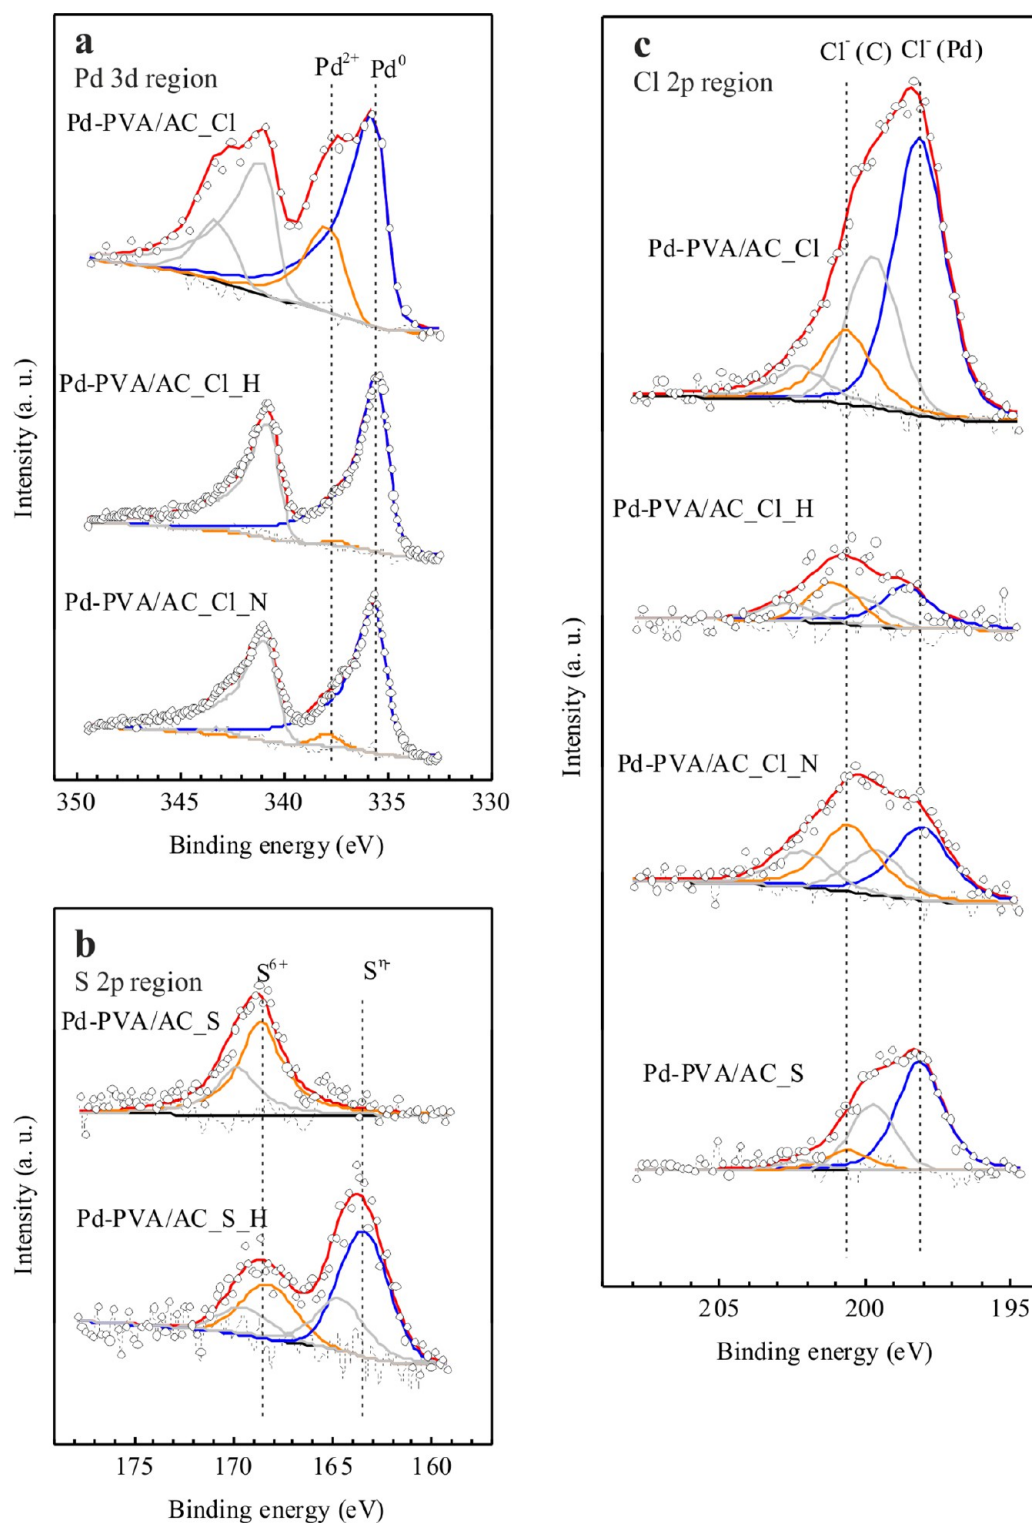 a
Pd 3d region
Pd²⁺
Pd⁰
Pd-PVA/AC_Cl
Pd-PVA/AC_Cl_H
Pd-PVA/AC_Cl_N
Intensity (a. u.)
350 345 340 335 330
Binding energy (eV)
b
S 2p region
S⁶⁺
Sⁿ⁻
Pd-PVA/AC_S
Pd-PVA/AC_S_H
Intensity (a. u.)
175 170 165 160
Binding energy (eV)
c
Cl 2p region
Cl⁻ (C)
Cl⁻ (Pd)
Pd-PVA/AC_Cl
Pd-PVA/AC_Cl_H
Pd-PVA/AC_Cl_N
Pd-PVA/AC_S
Intensity (a. u.)
205 200 195
Binding energy (eV)